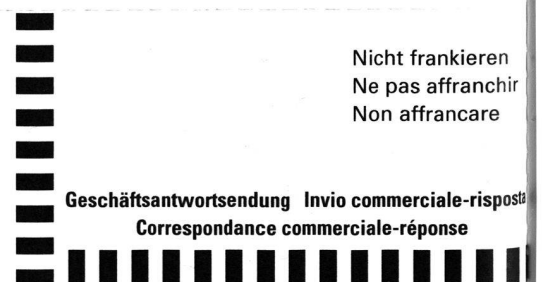 Nicht frankieren
Ne pas affranchir
Non affrancare
Geschäftsantwortsendung Invio commerciale-risposta
Correspondance commerciale-réponse